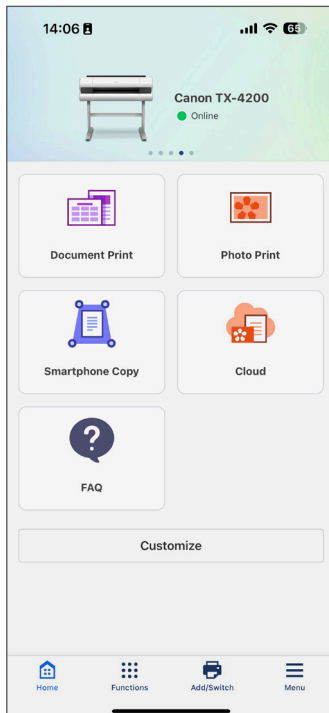 14:06
65
Canon TX-4200
Online
Document Print
Photo Print
Smartphone Copy
Cloud
?
FAQ
Customize
Home
Functions
Add/Switch
Menu